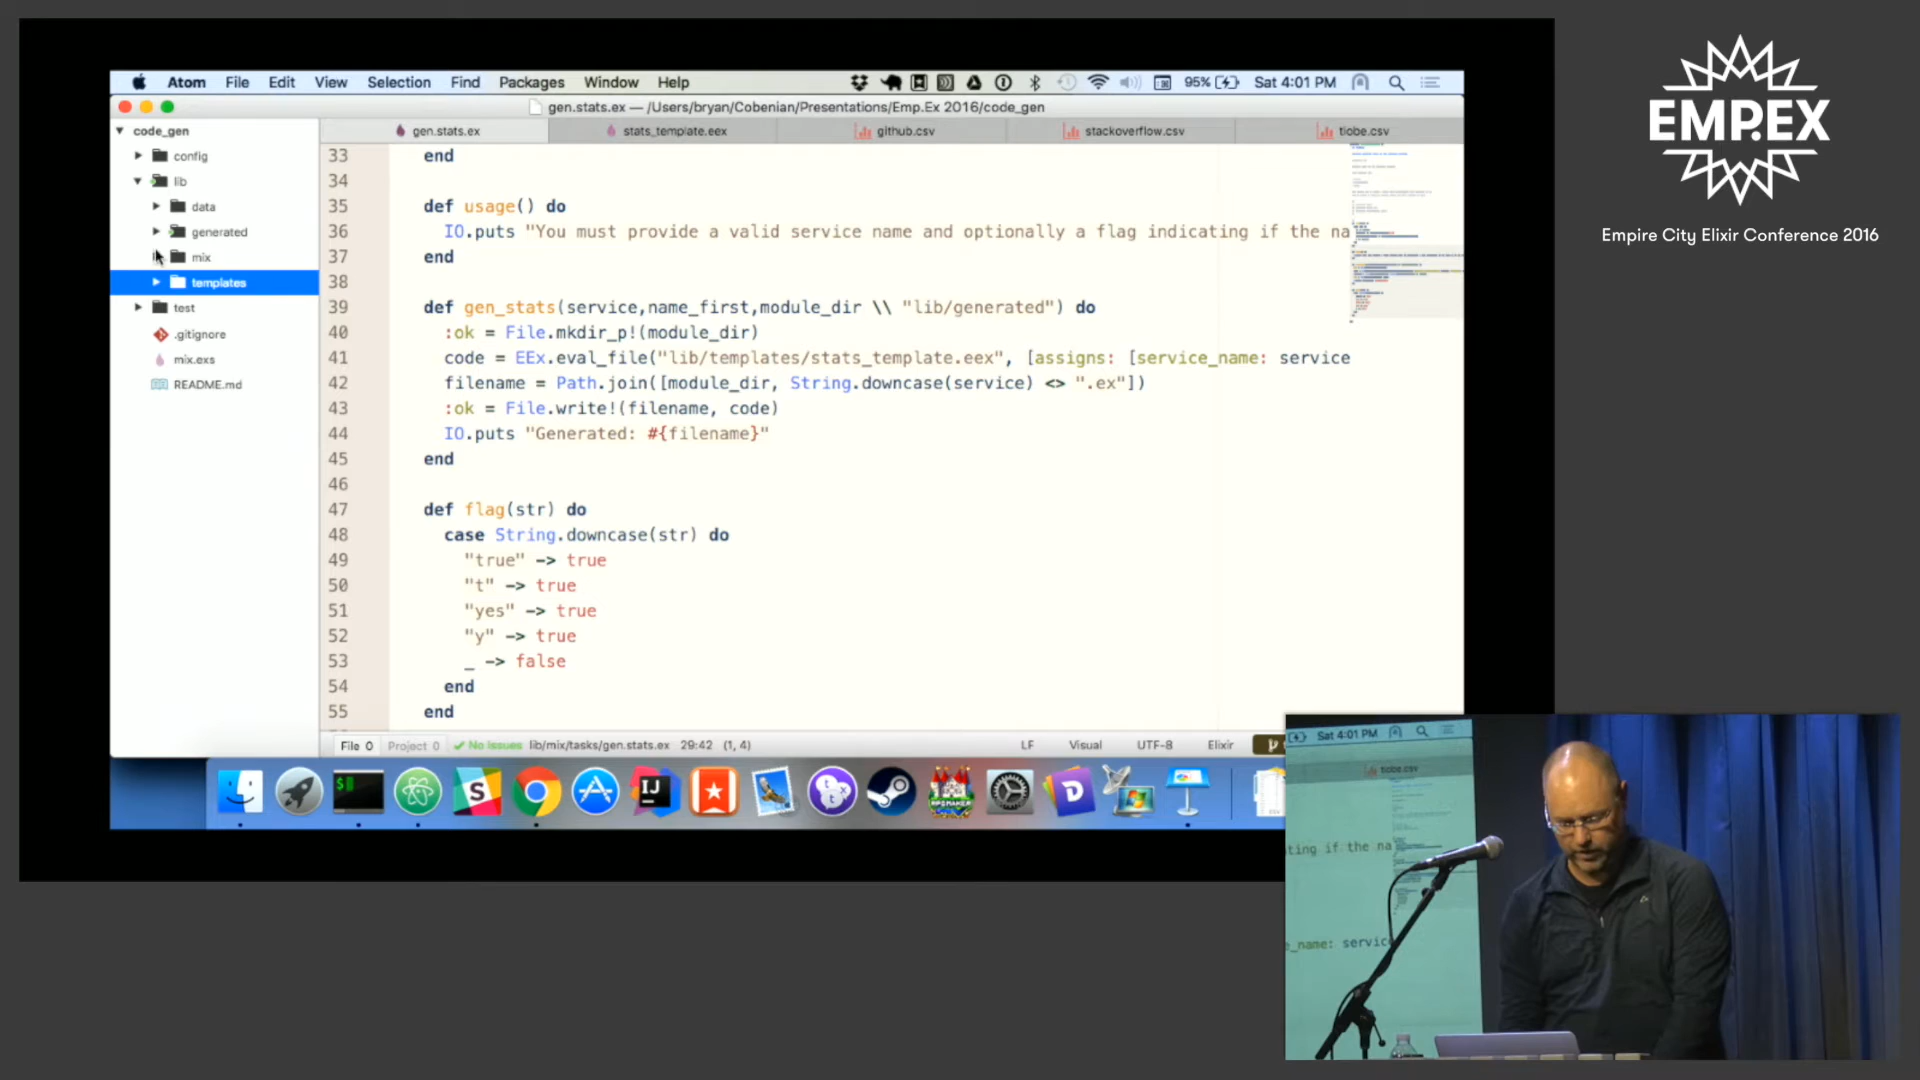 Atom File Edit View Selection Find Packages Window Help 95% Sat 4:01 PM
gen.stats.ex — /Users/bryan/Cobenian/Presentations/Emp.Ex 2016/code_gen
code_gen
config
lib
data
generated
mix
templates
test
.gitignore
mix.exs
README.md
gen.stats.ex stats_template.eex github.csv stackoverflow.csv tiobe.csv
33 end
34
35 def usage() do
36 IO.puts "You must provide a valid service name and optionally a flag indicating if the na
37 end
38
39 def gen_stats(service,name_first,module_dir \\ "lib/generated") do
40 :ok = File.mkdir_p!(module_dir)
41 code = EEx.eval_file("lib/templates/stats_template.eex", [assigns: [service_name: service
42 filename = Path.join([module_dir, String.downcase(service) <> ".ex"])
43 :ok = File.write!(filename, code)
44 IO.puts "Generated: #{filename}"
45 end
46
47 def flag(str) do
48 case String.downcase(str) do
49 "true" -> true
50 "t" -> true
51 "yes" -> true
52 "y" -> true
53 _ -> false
54 end
55 end
File 0 Project 0 No Issues lib/mix/tasks/gen.stats.ex 29:42 (1, 4) LF Visual UTF-8 Elixir
EMP.EX
Empire City Elixir Conference 2016
Sat 4:01 PM
tiobe.csv
ting if the na
_name: servic